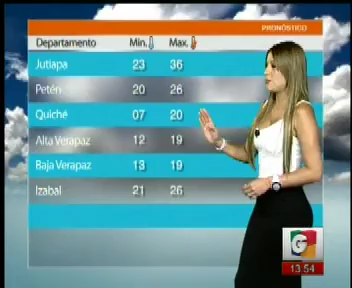 PRONÓSTICO
Departamento Min. Max.
Jutiapa 23 36
Petén 20 26
Quiché 07 20
Alta Verapaz 12 19
Baja Verapaz 13 19
Izabal 21 26
13:54